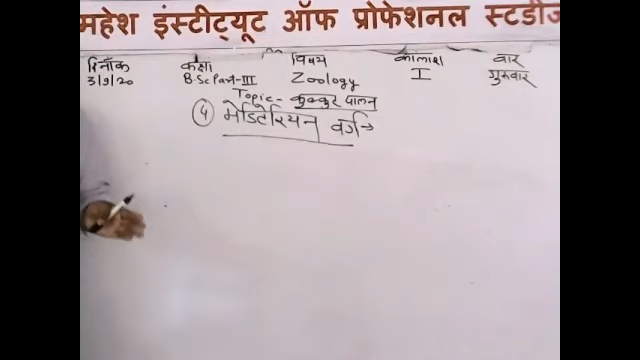 महेश इंस्टीट्यूट ऑफ प्रोफेशनल स्टडीज
दिनाँक कक्षा विषय कालांश वार
3/9/20 B.Sc Part-III Zoology I गुरुवार
Topic- कुक्कुट पालन
(4) मेडिटेरियन वर्ग→